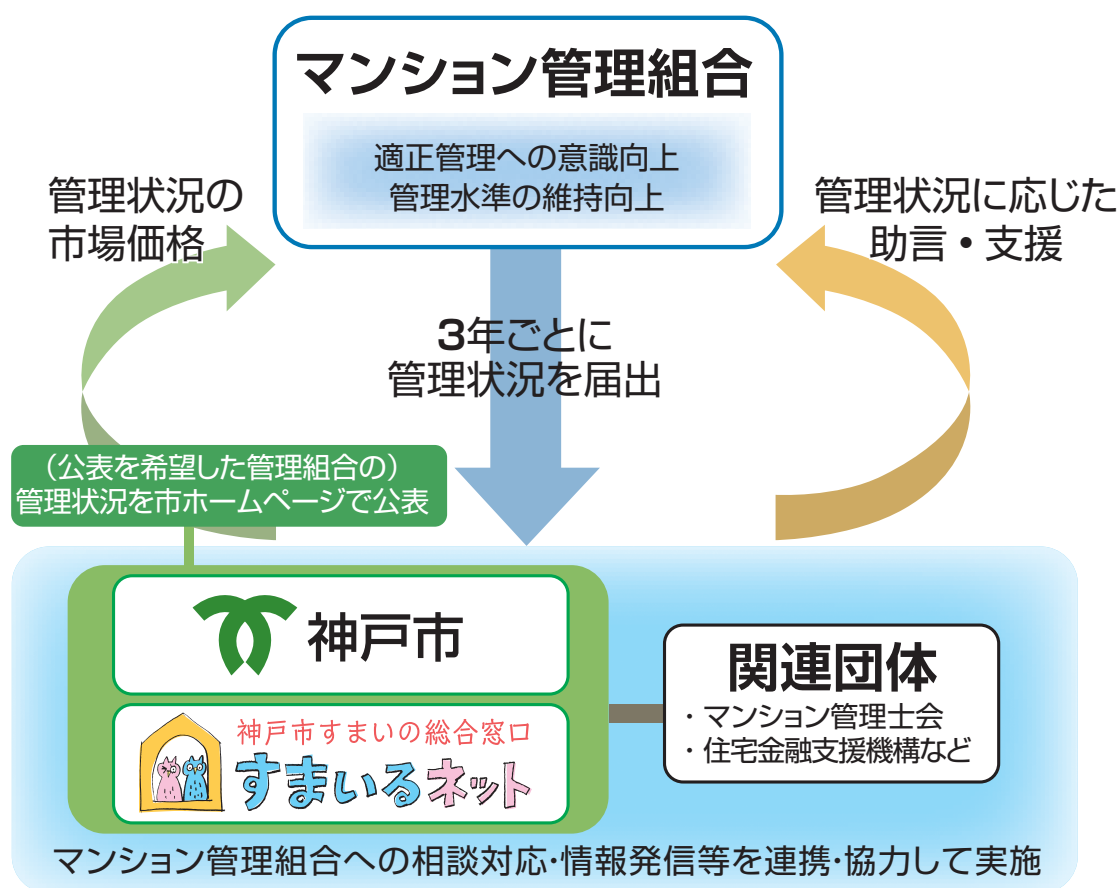 マンション管理組合
適正管理への意識向上
管理水準の維持向上
管理状況の
市場価格
管理状況に応じた
助言・支援
3年ごとに
管理状況を届出
（公表を希望した管理組合の）
管理状況を市ホームページで公表
神戸市
神戸市すまいの総合窓口
すまいるネット
関連団体
・マンション管理士会
・住宅金融支援機構など
マンション管理組合への相談対応・情報発信等を連携・協力して実施